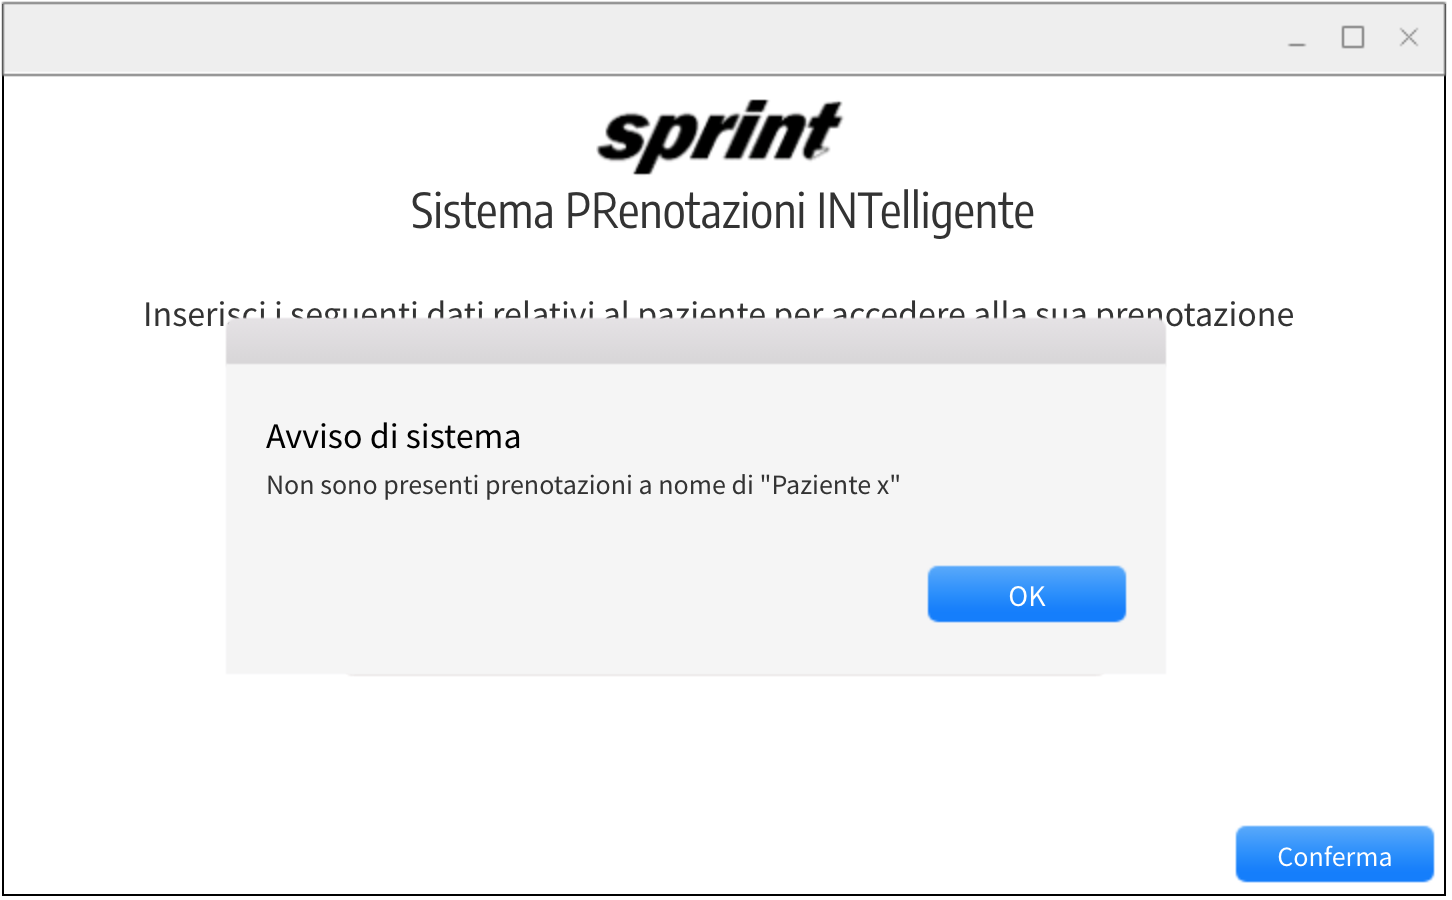 sprint
Sistema PRenotazioni INTelligente
Inserisci i seguenti dati relativi al paziente per accedere alla sua prenotazione
Avviso di sistema
Non sono presenti prenotazioni a nome di "Paziente x"
OK
Conferma